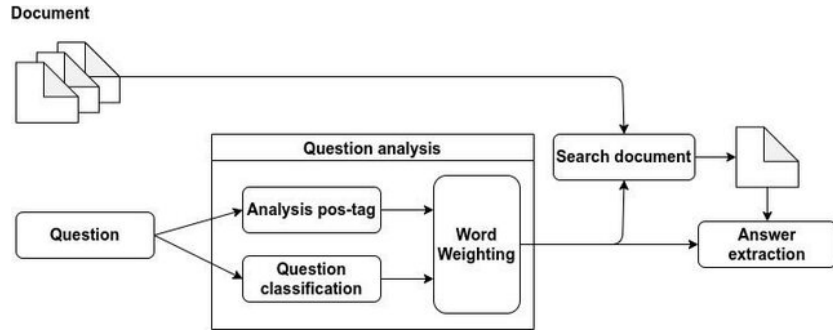 Document
Question analysis
Search document
Analysis pos-tag
Question
Word
Weighting
Answer
extraction
Question
classification